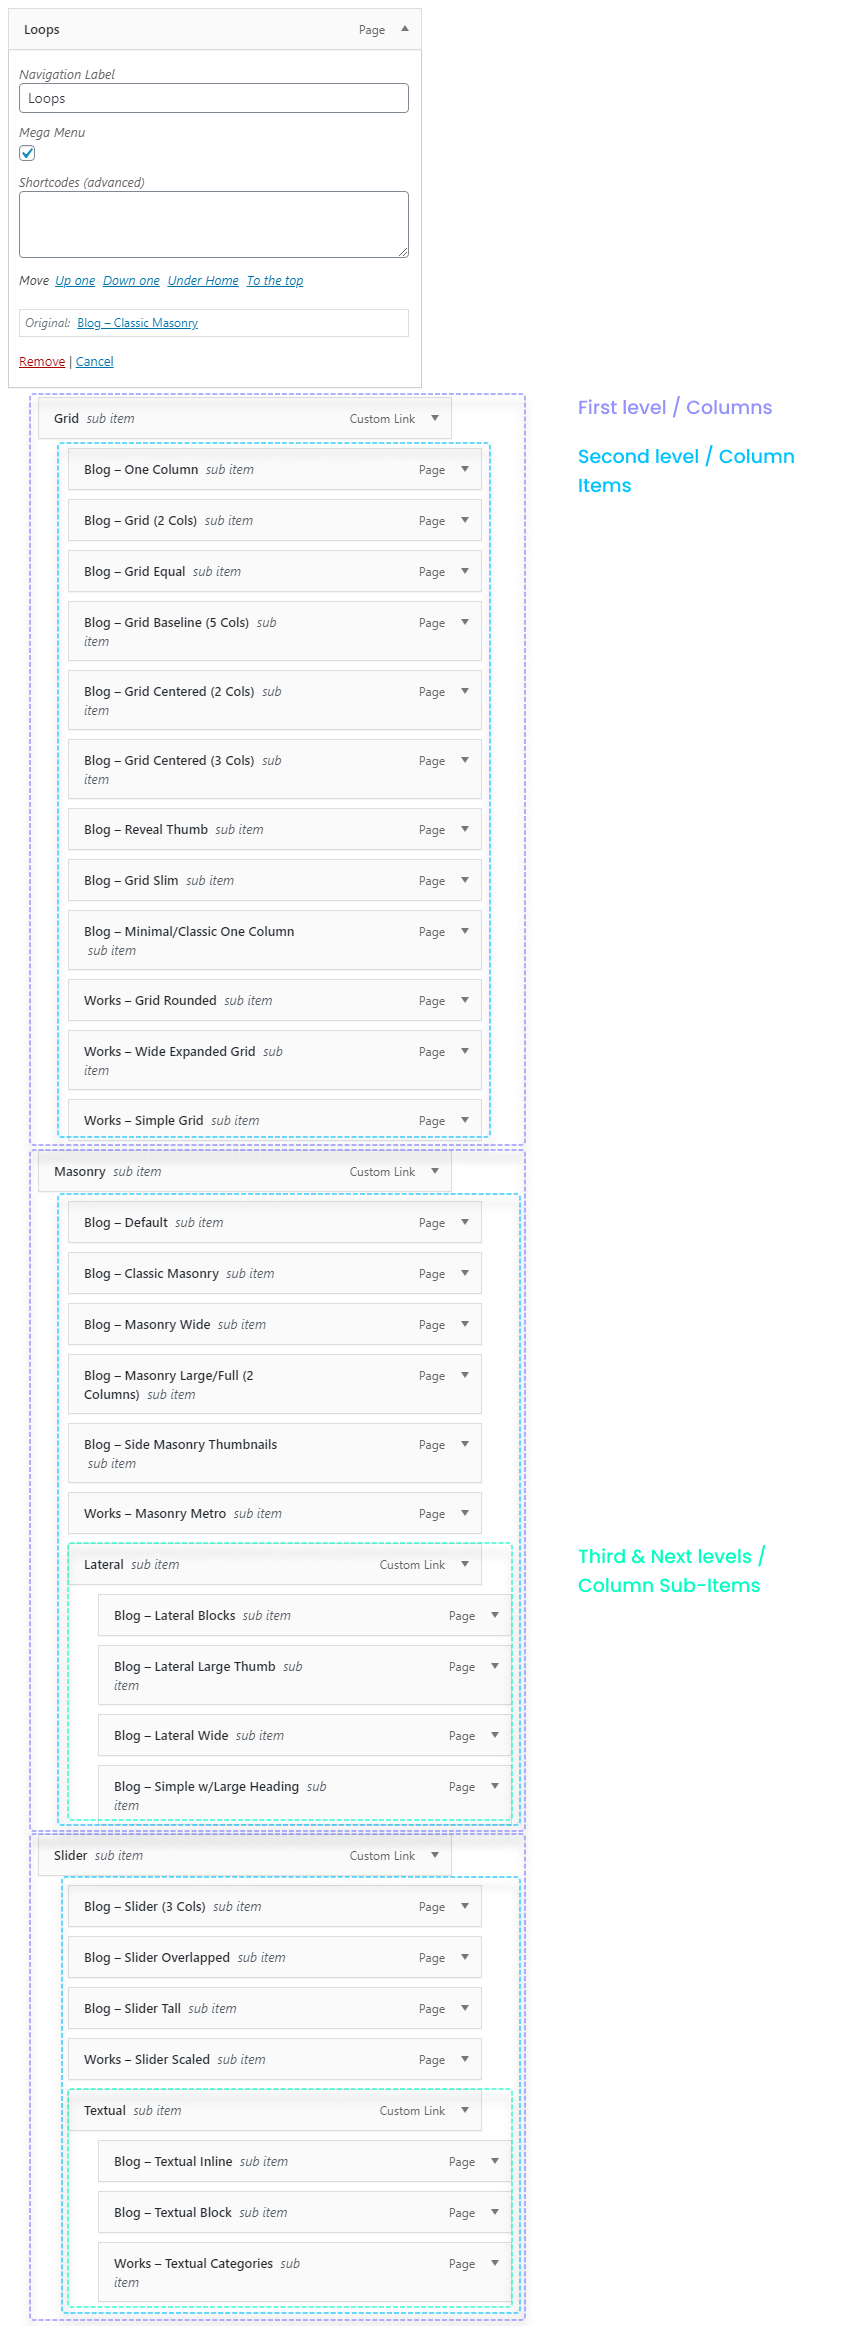 Loops Page
Navigation Label
Loops
Mega Menu
Shortcodes (advanced)
Move Up one Down one Under Home To the top
Original: Blog – Classic Masonry
Remove | Cancel
First level / Columns
Grid sub item Custom Link
Second level / Column
Items
Blog – One Column sub item Page
Blog – Grid (2 Cols) sub item Page
Blog – Grid Equal sub item Page
Blog – Grid Baseline (5 Cols) sub Page
item
Blog – Grid Centered (2 Cols) sub Page
item
Blog – Grid Centered (3 Cols) sub Page
item
Blog – Reveal Thumb sub item Page
Blog – Grid Slim sub item Page
Blog – Minimal/Classic One Column Page
sub item
Works – Grid Rounded sub item Page
Works – Wide Expanded Grid sub Page
item
Works – Simple Grid sub item Page
Masonry sub item Custom Link
Blog – Default sub item Page
Blog – Classic Masonry sub item Page
Blog – Masonry Wide sub item Page
Blog – Masonry Large/Full (2 Page
Columns) sub item
Blog – Side Masonry Thumbnails Page
sub item
Works – Masonry Metro sub item Page
Third & Next levels /
Column Sub-Items
Lateral sub item Custom Link
Blog – Lateral Blocks sub item Page
Blog – Lateral Large Thumb sub Page
item
Blog – Lateral Wide sub item Page
Blog – Simple w/Large Heading sub Page
item
Slider sub item Custom Link
Blog – Slider (3 Cols) sub item Page
Blog – Slider Overlapped sub item Page
Blog – Slider Tall sub item Page
Works – Slider Scaled sub item Page
Textual sub item Custom Link
Blog – Textual Inline sub item Page
Blog – Textual Block sub item Page
Works – Textual Categories sub Page
item